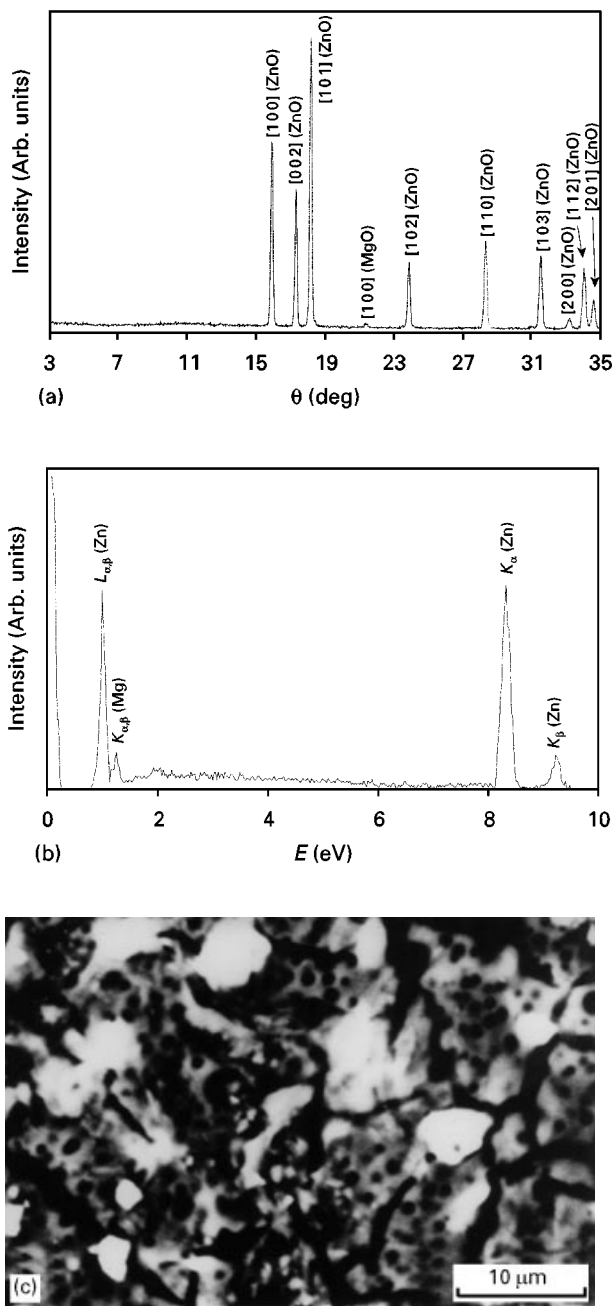 Intensity (Arb. units)
[100] (ZnO)
[002] (ZnO)
[101] (ZnO)
[100] (MgO)
[102] (ZnO)
[110] (ZnO)
[103] (ZnO)
[200] (ZnO)
[112] (ZnO)
[201] (ZnO)
3 7 11 15 19 23 27 31 35
(a) θ (deg)
Intensity (Arb. units)
Lα,β (Zn)
Kα,β (Mg)
Kα (Zn)
Kβ (Zn)
2 4 6 8 10
(b) E (eV)
(c) 10 μm